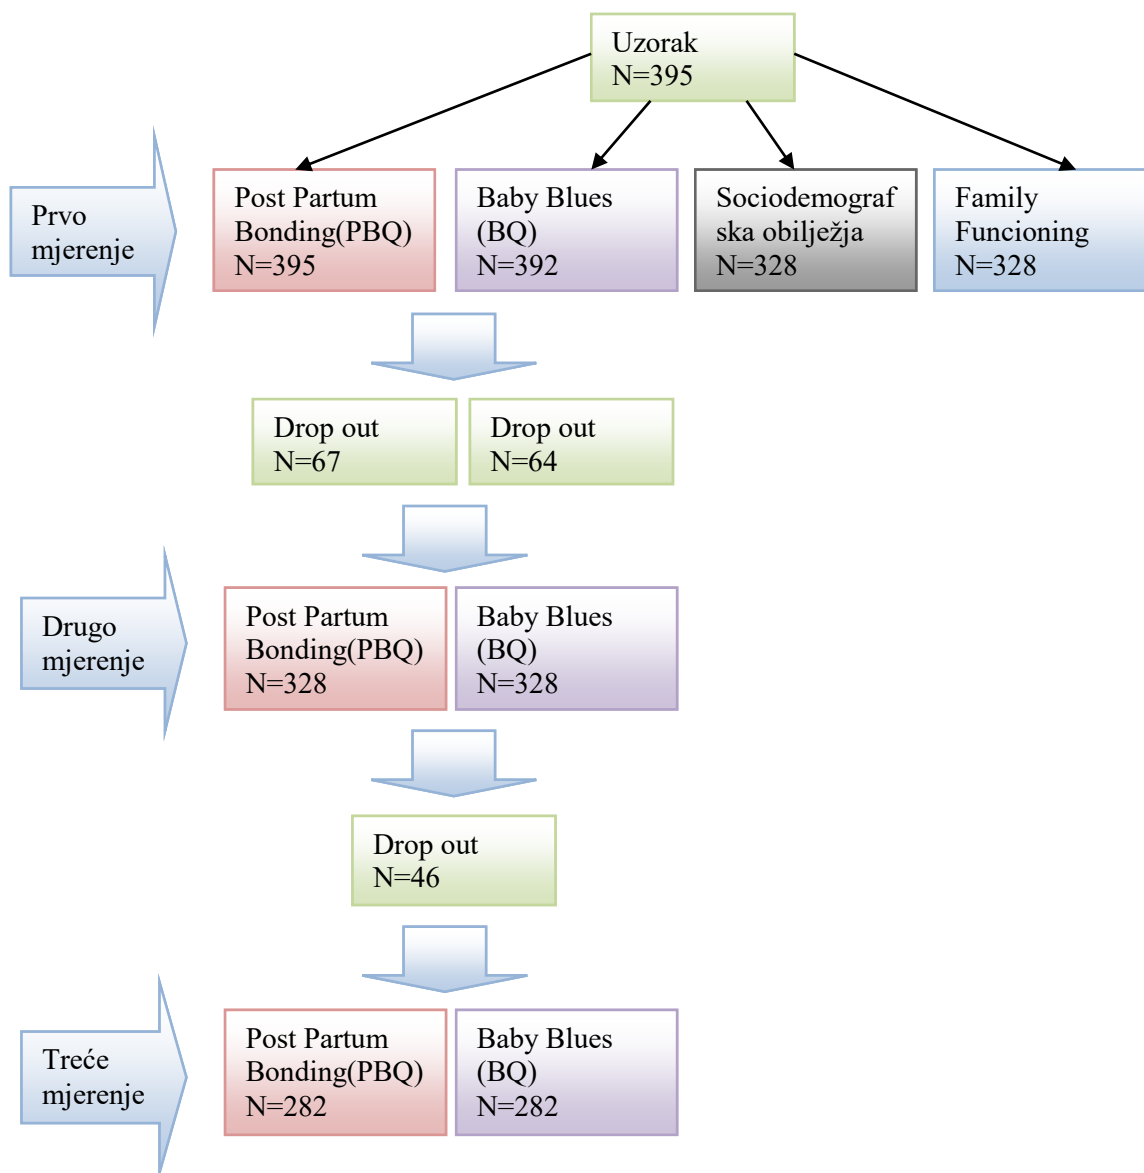 Uzorak
N=395
Prvo
mjerenje
Post Partum
Bonding(PBQ)
N=395
Baby Blues
(BQ)
N=392
Sociodemograf
ska obilježja
N=328
Family
Funcioning
N=328
Drop out
N=67
Drop out
N=64
Drugo
mjerenje
Post Partum
Bonding(PBQ)
N=328
Baby Blues
(BQ)
N=328
Drop out
N=46
Treće
mjerenje
Post Partum
Bonding(PBQ)
N=282
Baby Blues
(BQ)
N=282